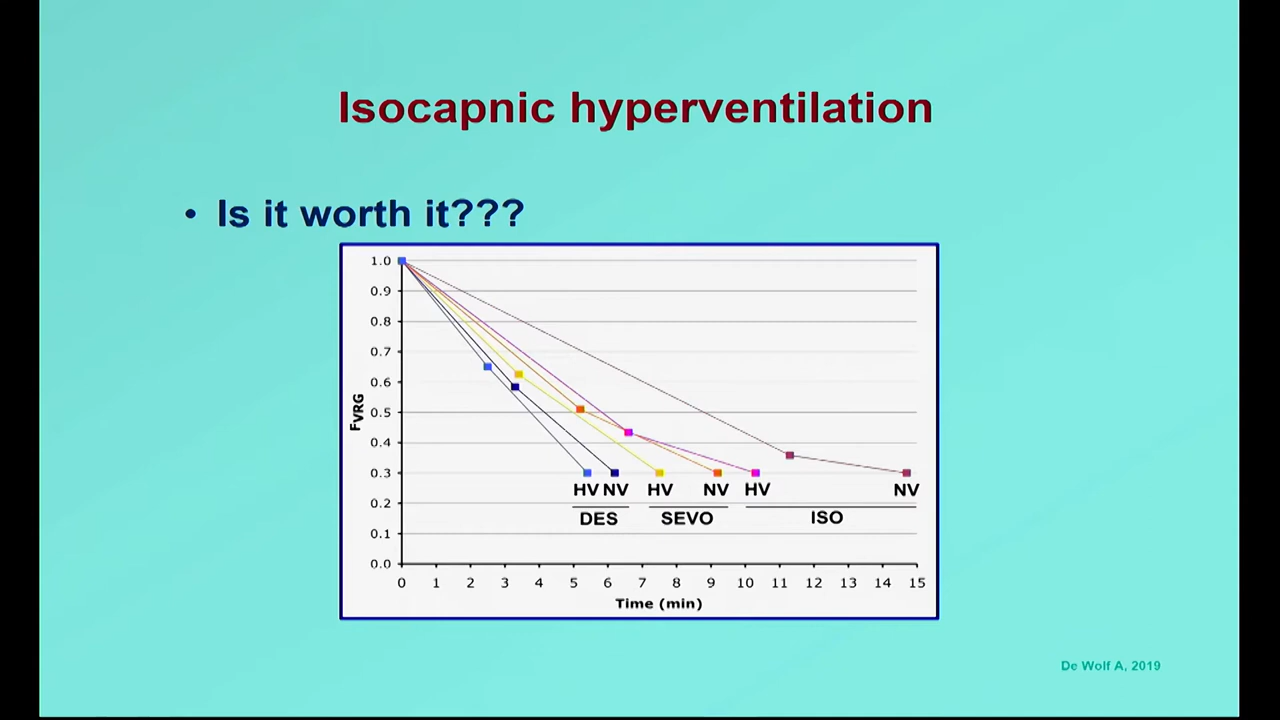 Isocapnic hyperventilation
• Is it worth it???
1.0
0.9
0.8
0.7
0.6
0.5
0.4
0.3
0.2
0.1
0.0
FVRG
HV NV HV NV HV NV
DES SEVO ISO
0 1 2 3 4 5 6 7 8 9 10 11 12 13 14 15
Time (min)
De Wolf A, 2019